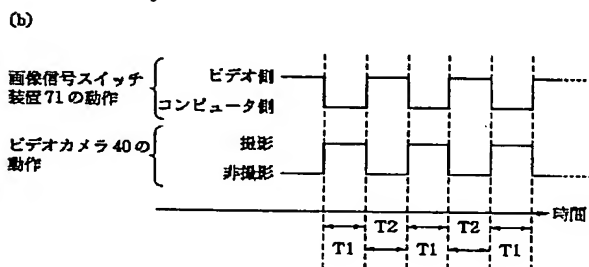 (b)
画像信号スイッチ
装置71の動作
ビデオ側
コンピュータ側
ビデオカメラ40の
動作
撮影
非撮影
時間
T1 T2 T1 T2 T1